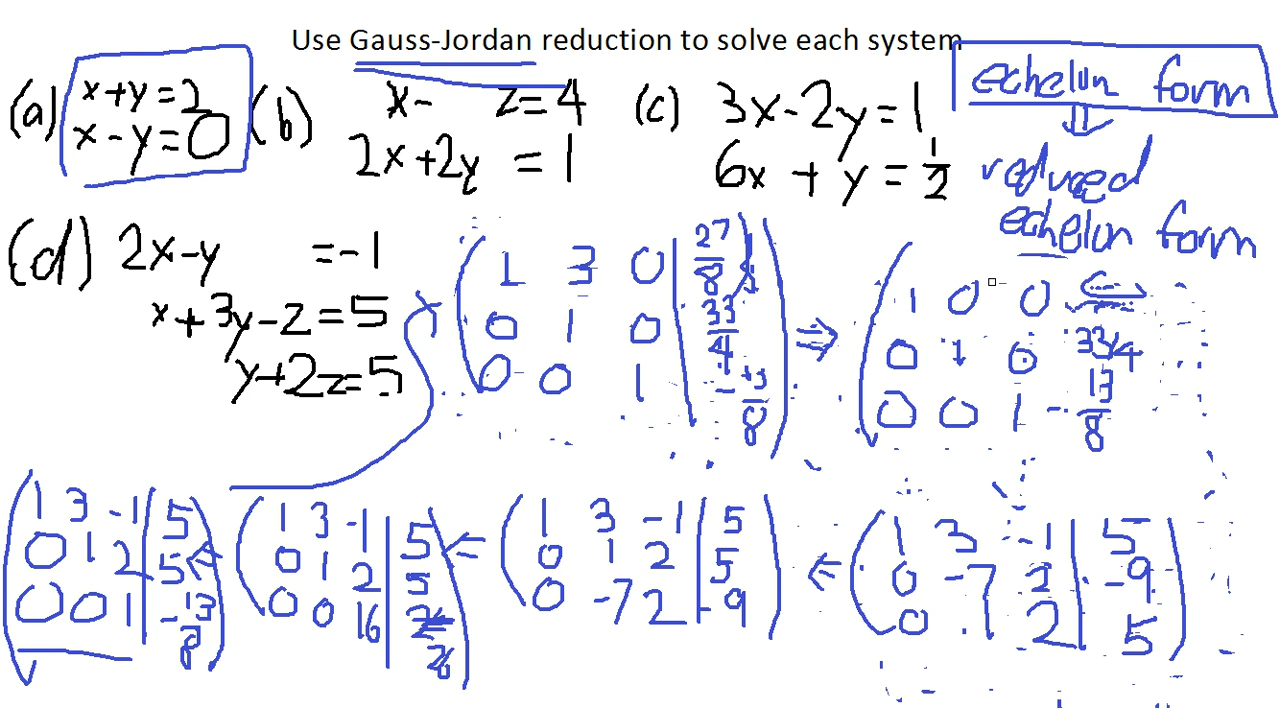 Use Gauss-Jordan reduction to solve each system
echelon form
⇓
reduced
echelon form
(a) x+y=2
x-y=0
(b) x- z=4
2x+2y =1
(c) 3x-2y=1
6x + y = 1/2
(d) 2x-y =-1
x+3y-z=5
y+2z=5
1 3 0 | 27/8
0 1 0 | 33/4
0 0 1 | -13/8
⇒
1 0 0
0 1 0 33/4
0 0 1 -13/8
1 3 -1 | 5
0 1 2 | 5
0 0 1 | -13/8
⇐
1 3 -1 | 5
0 1 2 | 5
0 0 16 |
⇐
1 3 -1 | 5
0 1 2 | 5
0 -7 2 | -9
⇐
1 3 -1 | 5
0 -7 2 | -9
0 1 2 | 5